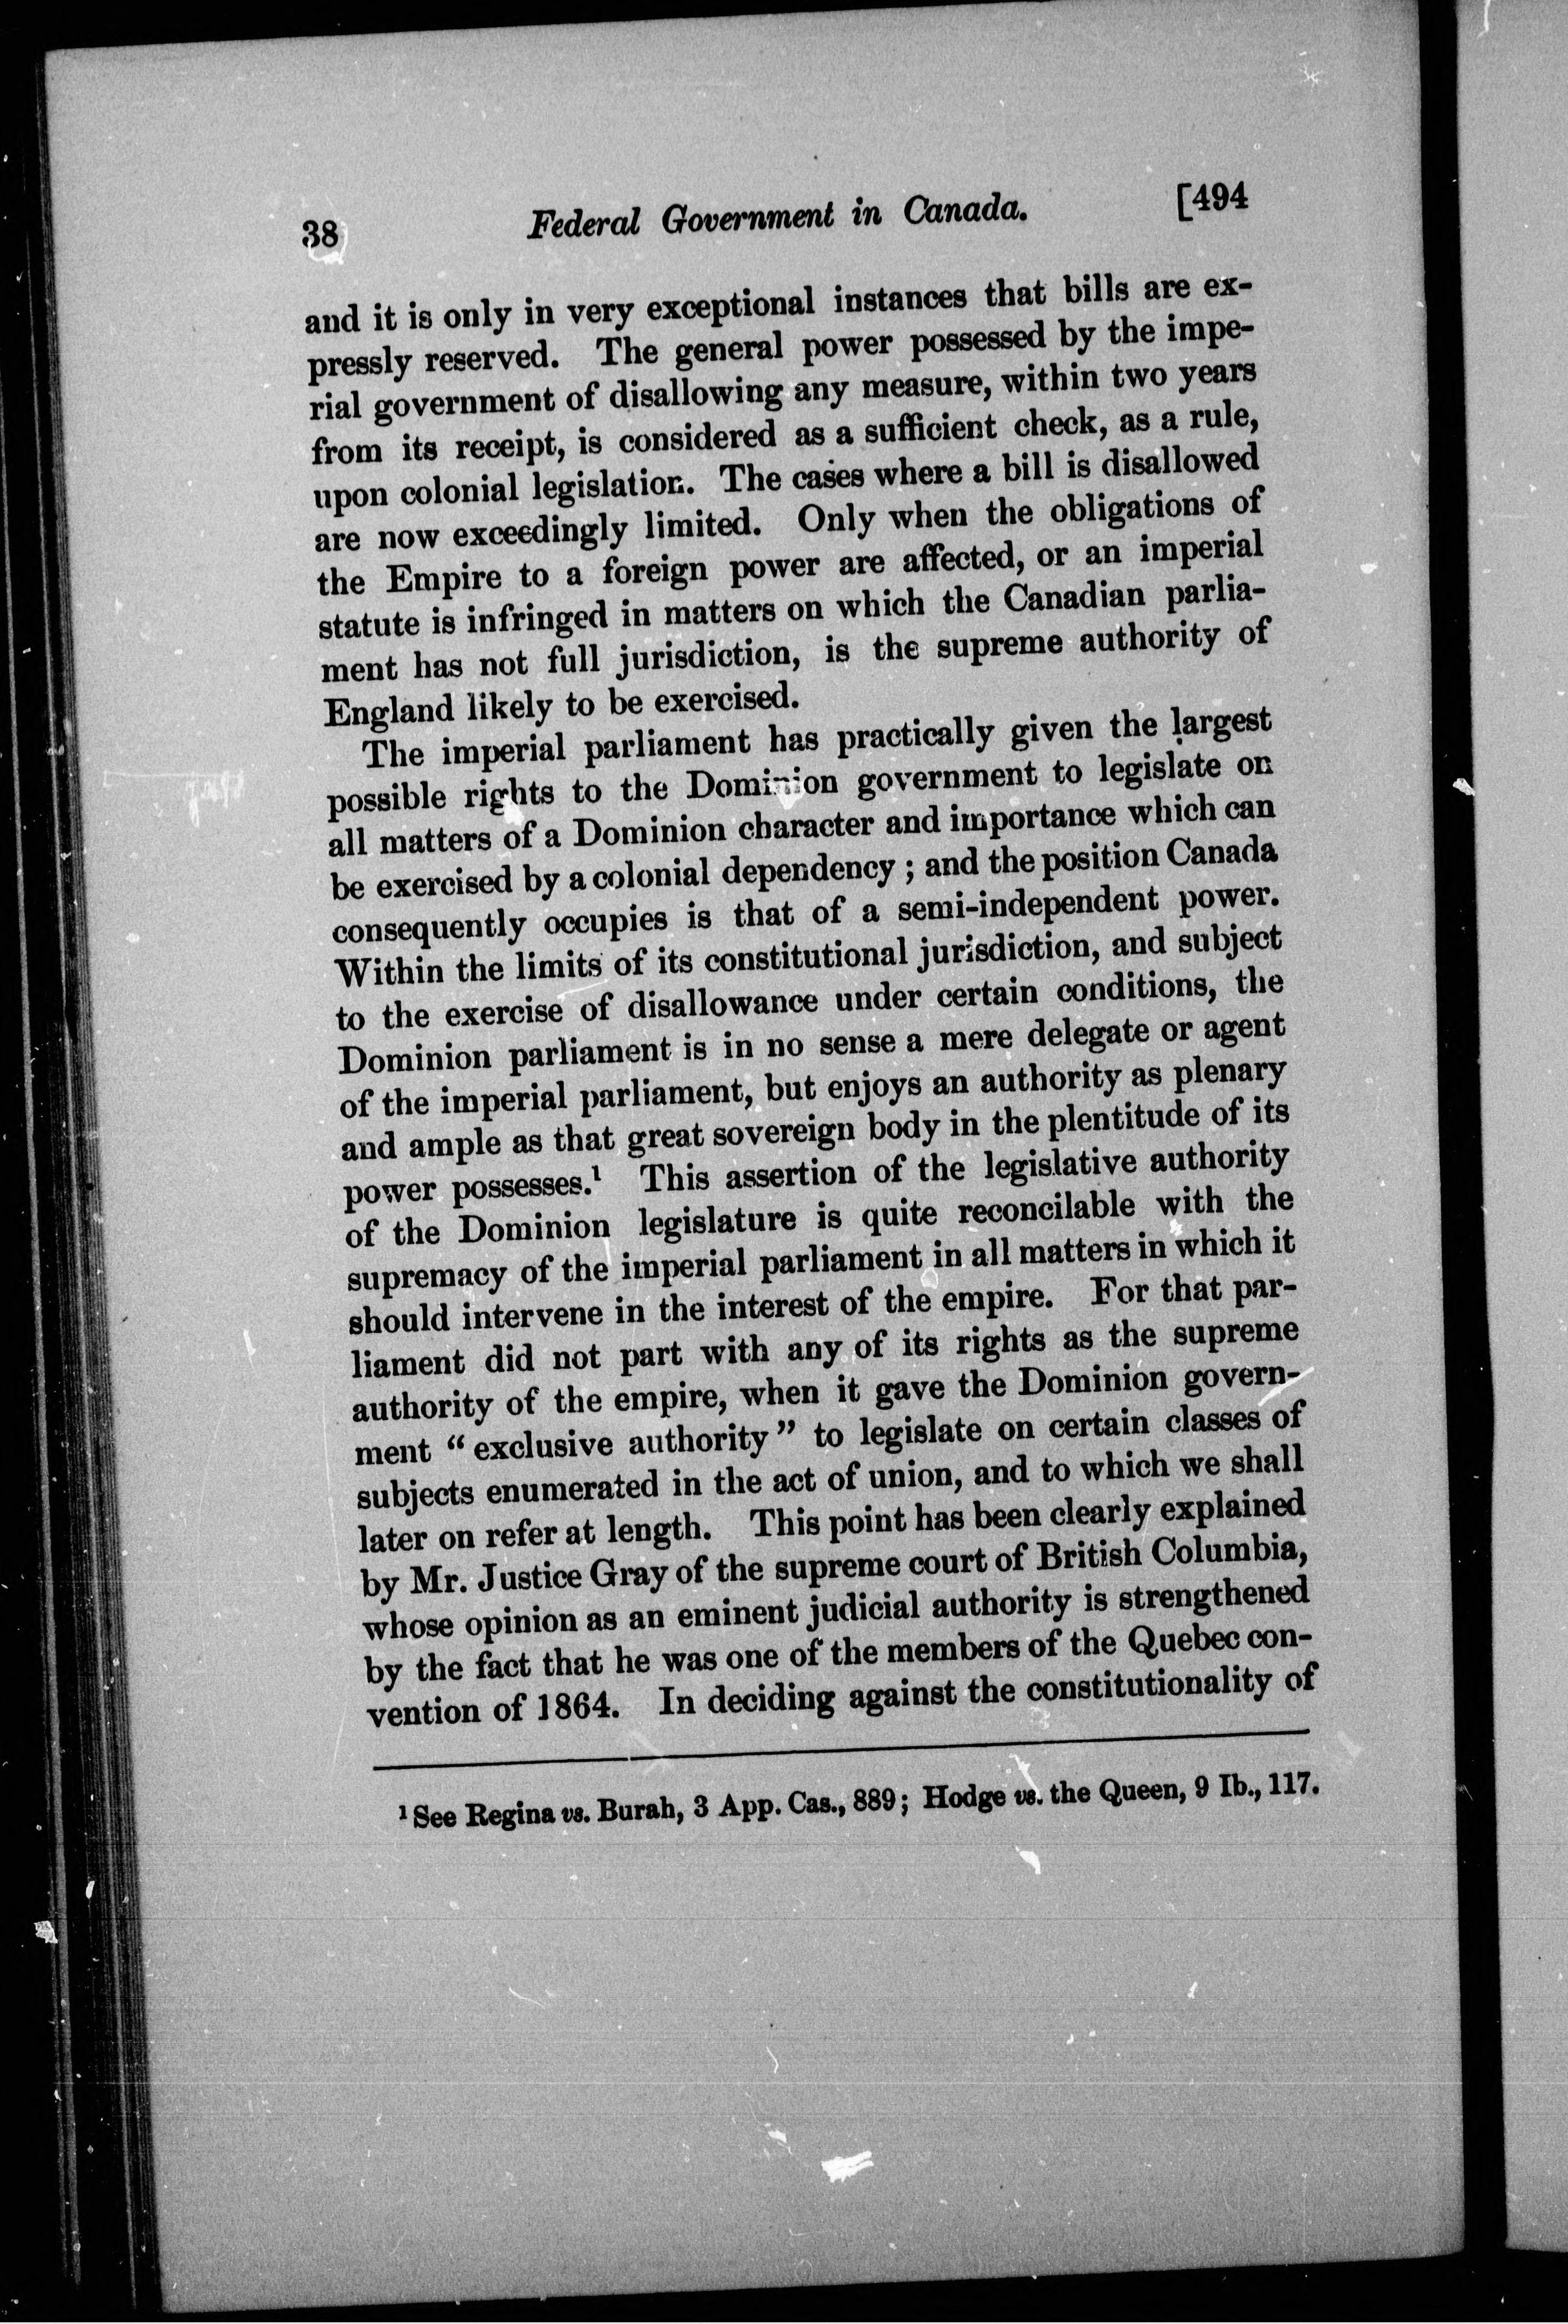 38 Federal Government in Canada. [494
and it is only in very exceptional instances that bills are ex-
pressly reserved. The general power possessed by the impe-
rial government of disallowing any measure, within two years
from its receipt, is considered as a sufficient check, as a rule,
upon colonial legislation. The cases where a bill is disallowed
are now exceedingly limited. Only when the obligations of
the Empire to a foreign power are affected, or an imperial
statute is infringed in matters on which the Canadian parlia-
ment has not full jurisdiction, is the supreme authority of
England likely to be exercised.
The imperial parliament has practically given the largest
possible rights to the Dominion government to legislate on
all matters of a Dominion character and importance which can
be exercised by a colonial dependency ; and the position Canada
consequently occupies is that of a semi-independent power.
Within the limits of its constitutional jurisdiction, and subject
to the exercise of disallowance under certain conditions, the
Dominion parliament is in no sense a mere delegate or agent
of the imperial parliament, but enjoys an authority as plenary
and ample as that great sovereign body in the plentitude of its
power possesses.¹ This assertion of the legislative authority
of the Dominion legislature is quite reconcilable with the
supremacy of the imperial parliament in all matters in which it
should intervene in the interest of the empire. For that par-
liament did not part with any of its rights as the supreme
authority of the empire, when it gave the Dominion govern-
ment " exclusive authority " to legislate on certain classes of
subjects enumerated in the act of union, and to which we shall
later on refer at length. This point has been clearly explained
by Mr. Justice Gray of the supreme court of British Columbia,
whose opinion as an eminent judicial authority is strengthened
by the fact that he was one of the members of the Quebec con-
vention of 1864. In deciding against the constitutionality of
¹ See Regina vs. Burah, 3 App. Cas., 889 ; Hodge vs. the Queen, 9 Ib., 117.